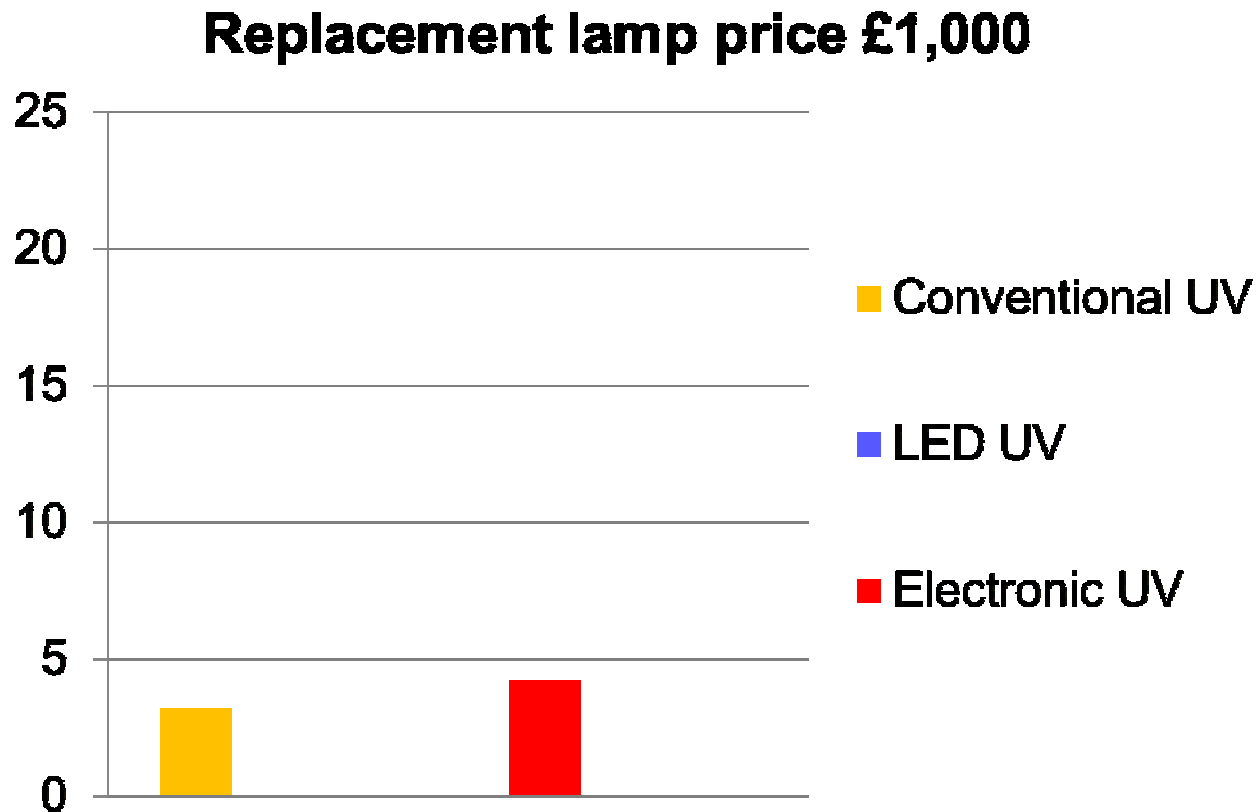 Replacement lamp price £1,000
25
20
15
10
5
0
Conventional UV
LED UV
Electronic UV